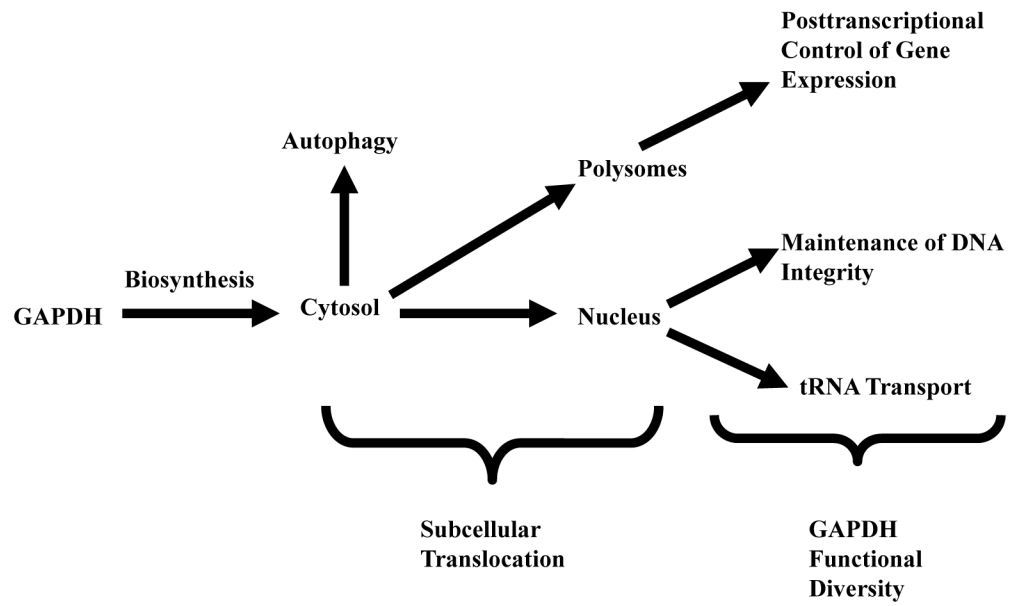 Posttranscriptional
Control of Gene
Expression
Autophagy
Polysomes
Maintenance of DNA
Integrity
Biosynthesis
GAPDH
Cytosol
Nucleus
tRNA Transport
Subcellular
Translocation
GAPDH
Functional
Diversity